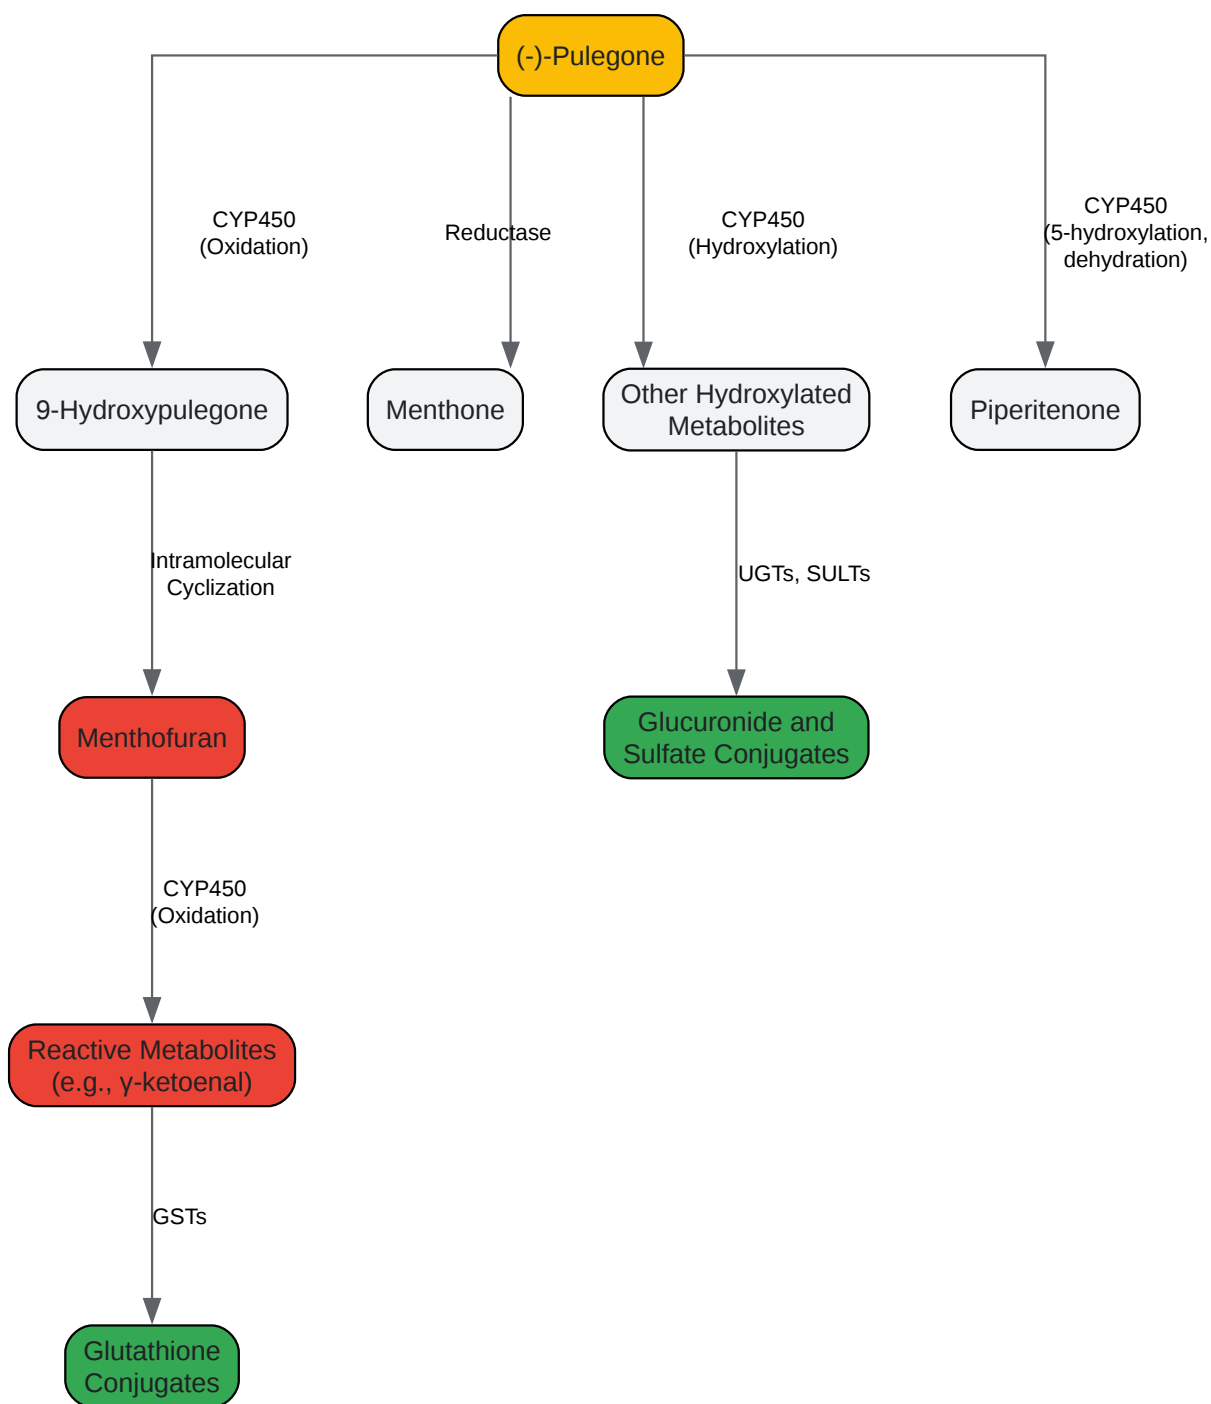 (-)-Pulegone
CYP450
(Oxidation)
Reductase
CYP450
(Hydroxylation)
CYP450
(5-hydroxylation,
dehydration)
9-Hydroxypulegone
Menthone
Other Hydroxylated
Metabolites
Piperitenone
Intramolecular
Cyclization
UGTs, SULTs
Menthofuran
Glucuronide and
Sulfate Conjugates
CYP450
(Oxidation)
Reactive Metabolites
(e.g., γ-ketoenal)
GSTs
Glutathione
Conjugates